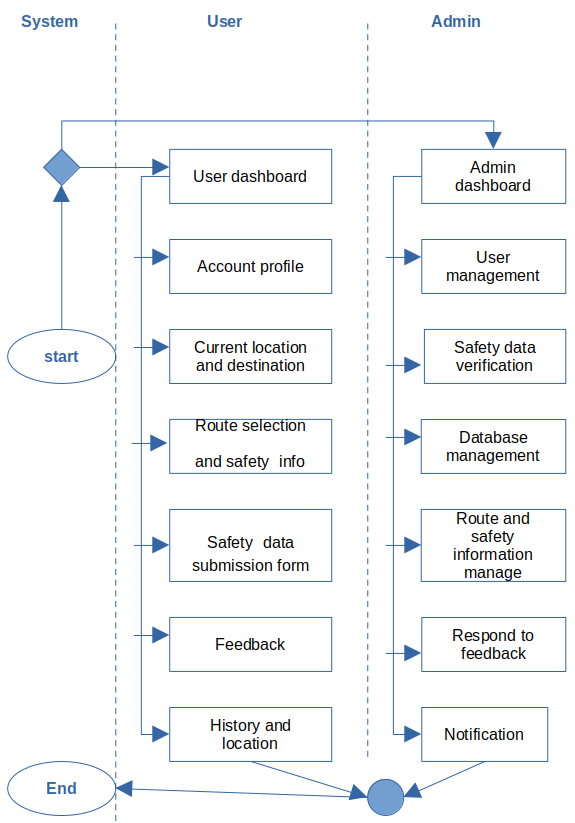 System
User
Admin
User dashboard
Admin
dashboard
Account profile
User
management
start
Current location
and destination
Safety data
verification
Route selection
and safety info
Database
management
Safety data
submission form
Route and
safety
information
manage
Feedback
Respond to
feedback
History and
location
Notification
End